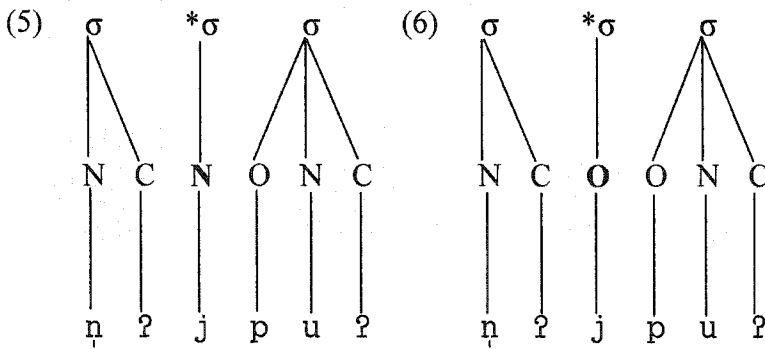 (5) σ *σ σ (6) σ *σ σ
N C N O N C N C O O N C
n̩ ʔ j p u ʔ n̩ ʔ j p u ʔ